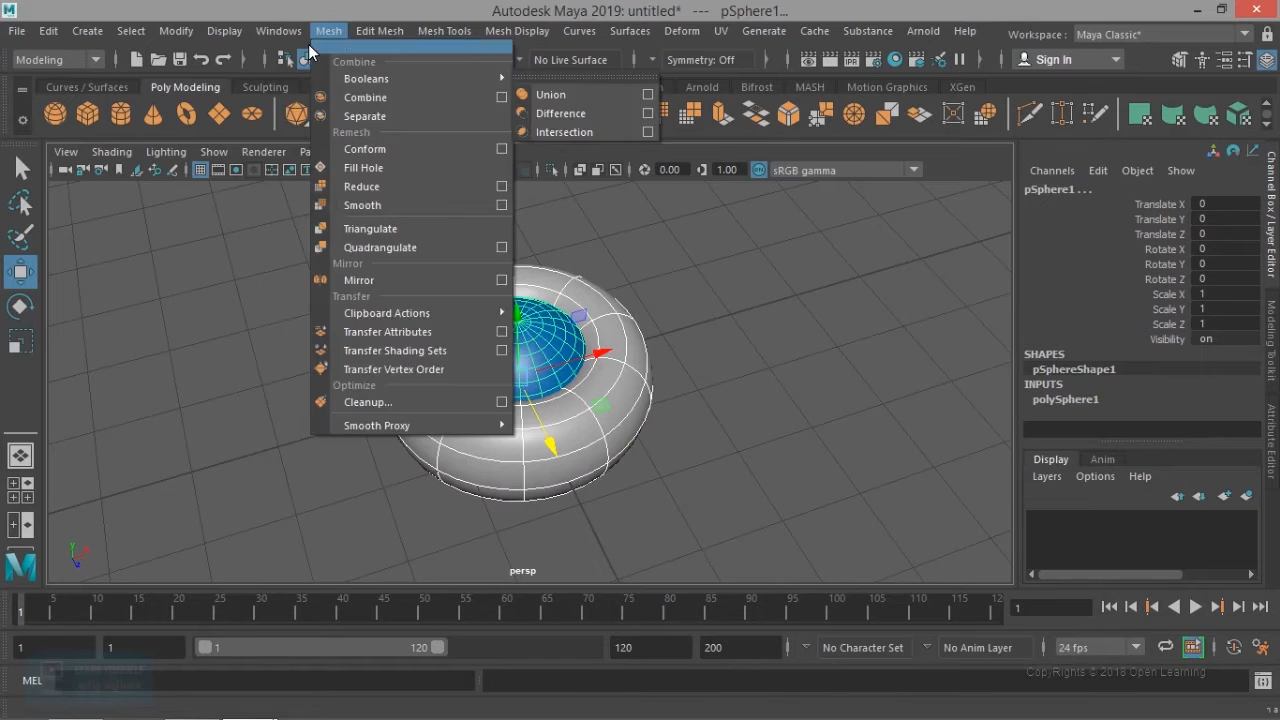 Autodesk Maya 2019: untitled* --- pSphere1...
File Edit Create Select Modify Display Windows Mesh Edit Mesh Mesh Tools Mesh Display Curves Surfaces Deform UV Generate Cache Substance Arnold Help Workspace : Maya Classic*
Modeling No Live Surface Symmetry: Off Sign In
Curves / Surfaces Poly Modeling Sculpting Arnold Bifrost MASH Motion Graphics XGen
View Shading Lighting Show Renderer 0.00 1.00 sRGB gamma
Combine
Booleans
Combine
Separate
Remesh
Conform
Fill Hole
Reduce
Smooth
Triangulate
Quadrangulate
Mirror
Mirror
Transfer
Clipboard Actions
Transfer Attributes
Transfer Shading Sets
Transfer Vertex Order
Optimize
Cleanup...
Smooth Proxy
Union
Difference
Intersection
persp
Channels Edit Object Show
pSphere1 ...
Translate X 0
Translate Y 0
Translate Z 0
Rotate X 0
Rotate Y 0
Rotate Z 0
Scale X 1
Scale Y 1
Scale Z 1
Visibility on
SHAPES
pSphereShape1
INPUTS
polySphere1
Display Anim
Layers Options Help
Channel Box / Layer Editor
Modeling Toolkit
Attribute Editor
5 10 15 20 25 30 35 40 45 50 55 60 65 70 75 80 85 90 95 100 105 110 115 12
1 1
1 1 1 120 120 200 No Character Set No Anim Layer 24 fps
MEL
CopyRights © 2018 Open Learning